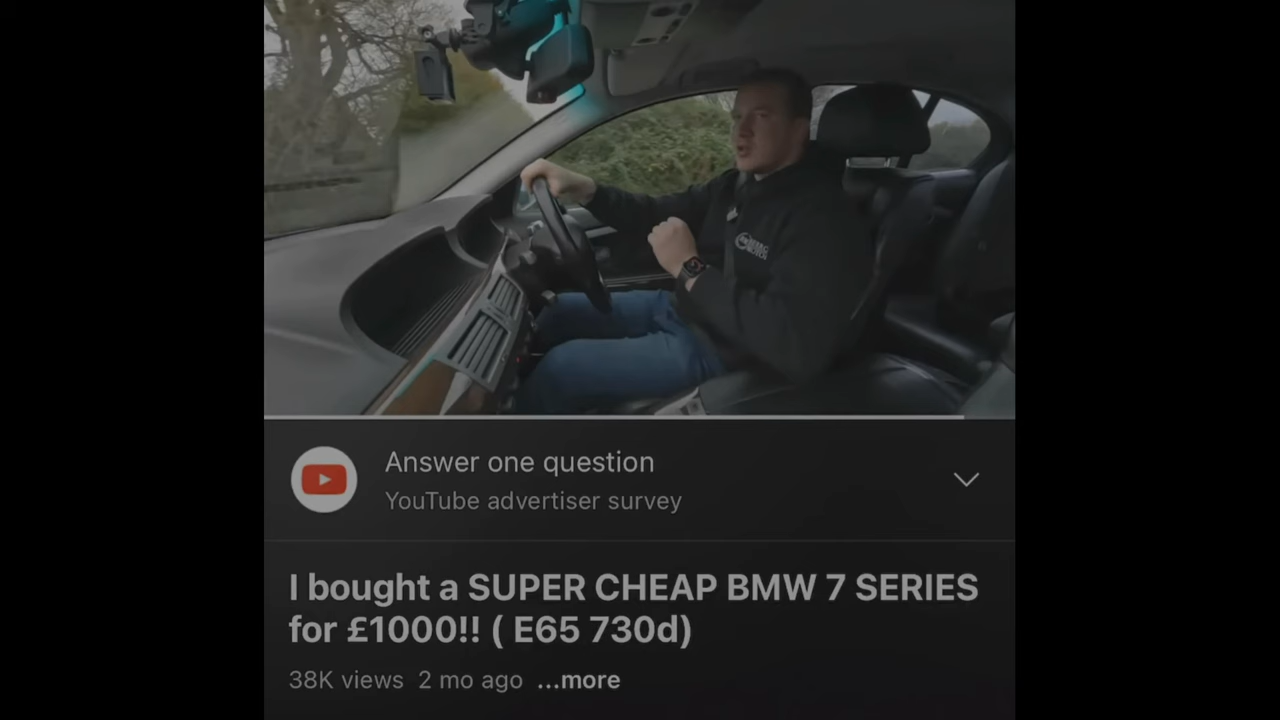 Answer one question
YouTube advertiser survey
I bought a SUPER CHEAP BMW 7 SERIES
for £1000!! ( E65 730d)
38K views 2 mo ago ...more